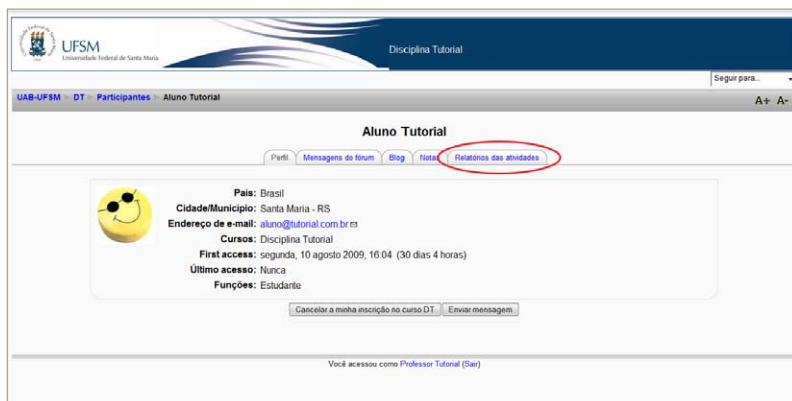 UFSM
Universidade Federal de Santa Maria
Disciplina Tutorial
Seguir para...
UAB-UFSM ► DT ► Participantes ► Aluno Tutorial
A+ A-
Aluno Tutorial
Perfil Mensagens do fórum Blog Notas Relatórios das atividades
País: Brasil
Cidade/Município: Santa Maria - RS
Endereço de e-mail: aluno@tutorial.com.br
Cursos: Disciplina Tutorial
First access: segunda, 10 agosto 2009, 16:04 (30 dias 4 horas)
Último acesso: Nunca
Funções: Estudante
Cancelar a minha inscrição no curso DT Enviar mensagem
Você acessou como Professor Tutorial (Sair)